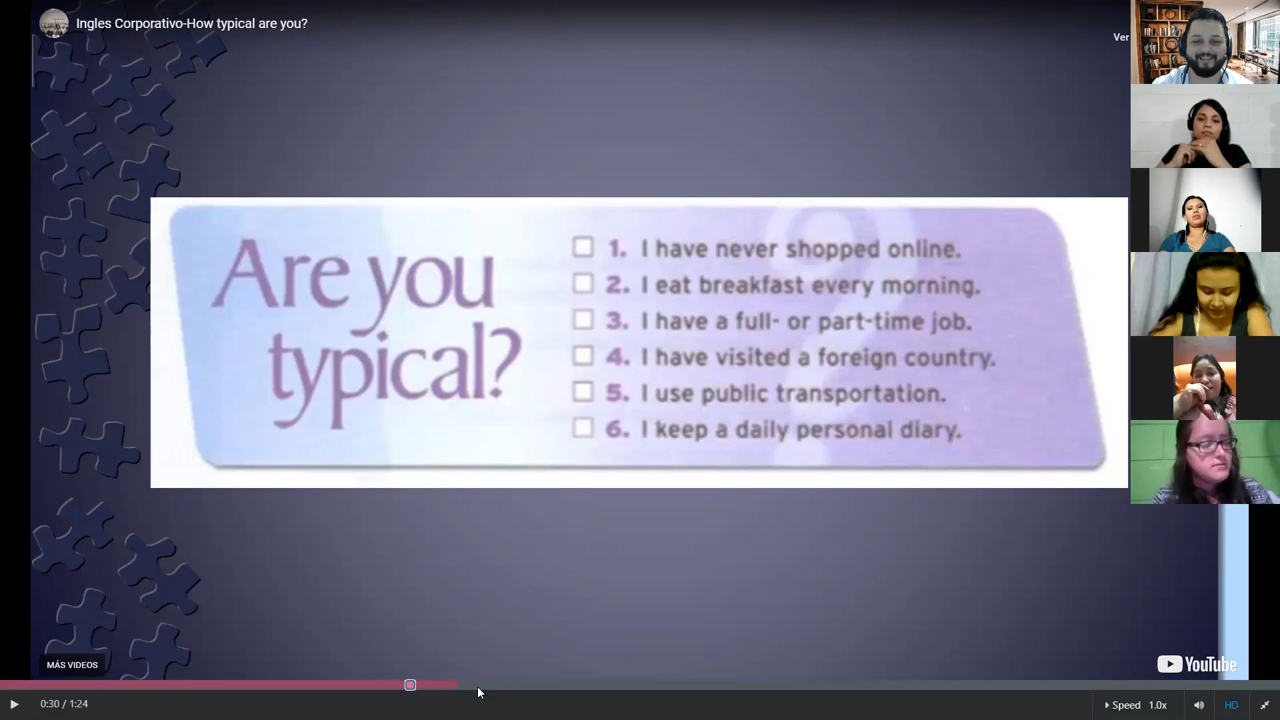 Ingles Corporativo-How typical are you?
Ver
Are you
typical?
1. I have never shopped online.
2. I eat breakfast every morning.
3. I have a full- or part-time job.
4. I have visited a foreign country.
5. I use public transportation.
6. I keep a daily personal diary.
MÁS VIDEOS
YouTube
0:30 / 1:24
Speed 1.0x
HD